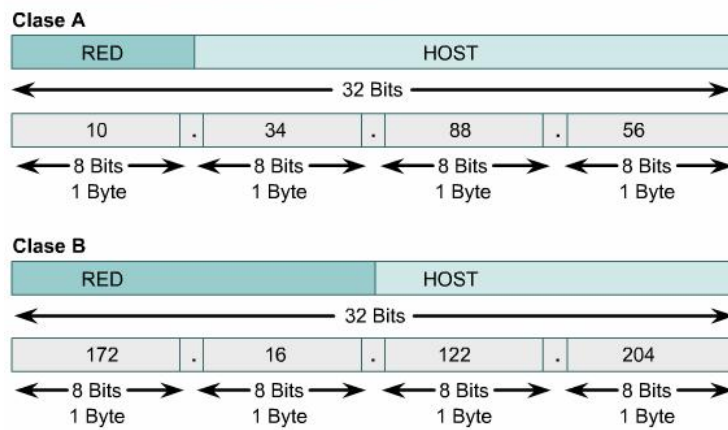 Clase A
RED HOST
32 Bits
10 . 34 . 88 . 56
8 Bits 8 Bits 8 Bits 8 Bits
1 Byte 1 Byte 1 Byte 1 Byte
Clase B
RED HOST
32 Bits
172 . 16 . 122 . 204
8 Bits 8 Bits 8 Bits 8 Bits
1 Byte 1 Byte 1 Byte 1 Byte